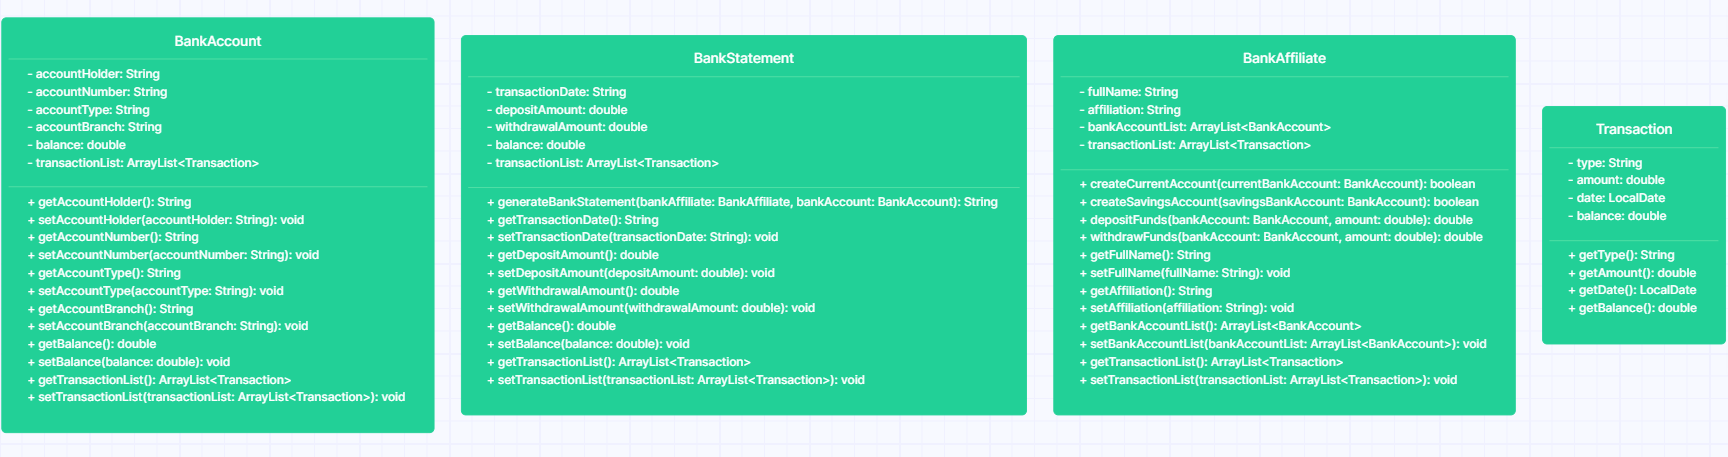 BankAccount
- accountHolder: String
- accountNumber: String
- accountType: String
- accountBranch: String
- balance: double
- transactionList: ArrayList<Transaction>
+ getAccountHolder(): String
+ setAccountHolder(accountHolder: String): void
+ getAccountNumber(): String
+ setAccountNumber(accountNumber: String): void
+ getAccountType(): String
+ setAccountType(accountType: String): void
+ getAccountBranch(): String
+ setAccountBranch(accountBranch: String): void
+ getBalance(): double
+ setBalance(balance: double): void
+ getTransactionList(): ArrayList<Transaction>
+ setTransactionList(transactionList: ArrayList<Transaction>): void
BankStatement
- transactionDate: String
- depositAmount: double
- withdrawalAmount: double
- balance: double
- transactionList: ArrayList<Transaction>
+ generateBankStatement(bankAffiliate: BankAffiliate, bankAccount: BankAccount): String
+ getTransactionDate(): String
+ setTransactionDate(transactionDate: String): void
+ getDepositAmount(): double
+ setDepositAmount(depositAmount: double): void
+ getWithdrawalAmount(): double
+ setWithdrawalAmount(withdrawalAmount: double): void
+ getBalance(): double
+ setBalance(balance: double): void
+ getTransactionList(): ArrayList<Transaction>
+ setTransactionList(transactionList: ArrayList<Transaction>): void
BankAffiliate
- fullName: String
- affiliation: String
- bankAccountList: ArrayList<BankAccount>
- transactionList: ArrayList<Transaction>
+ createCurrentAccount(currentBankAccount: BankAccount): boolean
+ createSavingsAccount(savingsBankAccount: BankAccount): boolean
+ depositFunds(bankAccount: BankAccount, amount: double): double
+ withdrawFunds(bankAccount: BankAccount, amount: double): double
+ getFullName(): String
+ setFullName(fullName: String): void
+ getAffiliation(): String
+ setAffiliation(affiliation: String): void
+ getBankAccountList(): ArrayList<BankAccount>
+ setBankAccountList(bankAccountList: ArrayList<BankAccount>): void
+ getTransactionList(): ArrayList<Transaction>
+ setTransactionList(transactionList: ArrayList<Transaction>): void
Transaction
- type: String
- amount: double
- date: LocalDate
- balance: double
+ getType(): String
+ getAmount(): double
+ getDate(): LocalDate
+ getBalance(): double